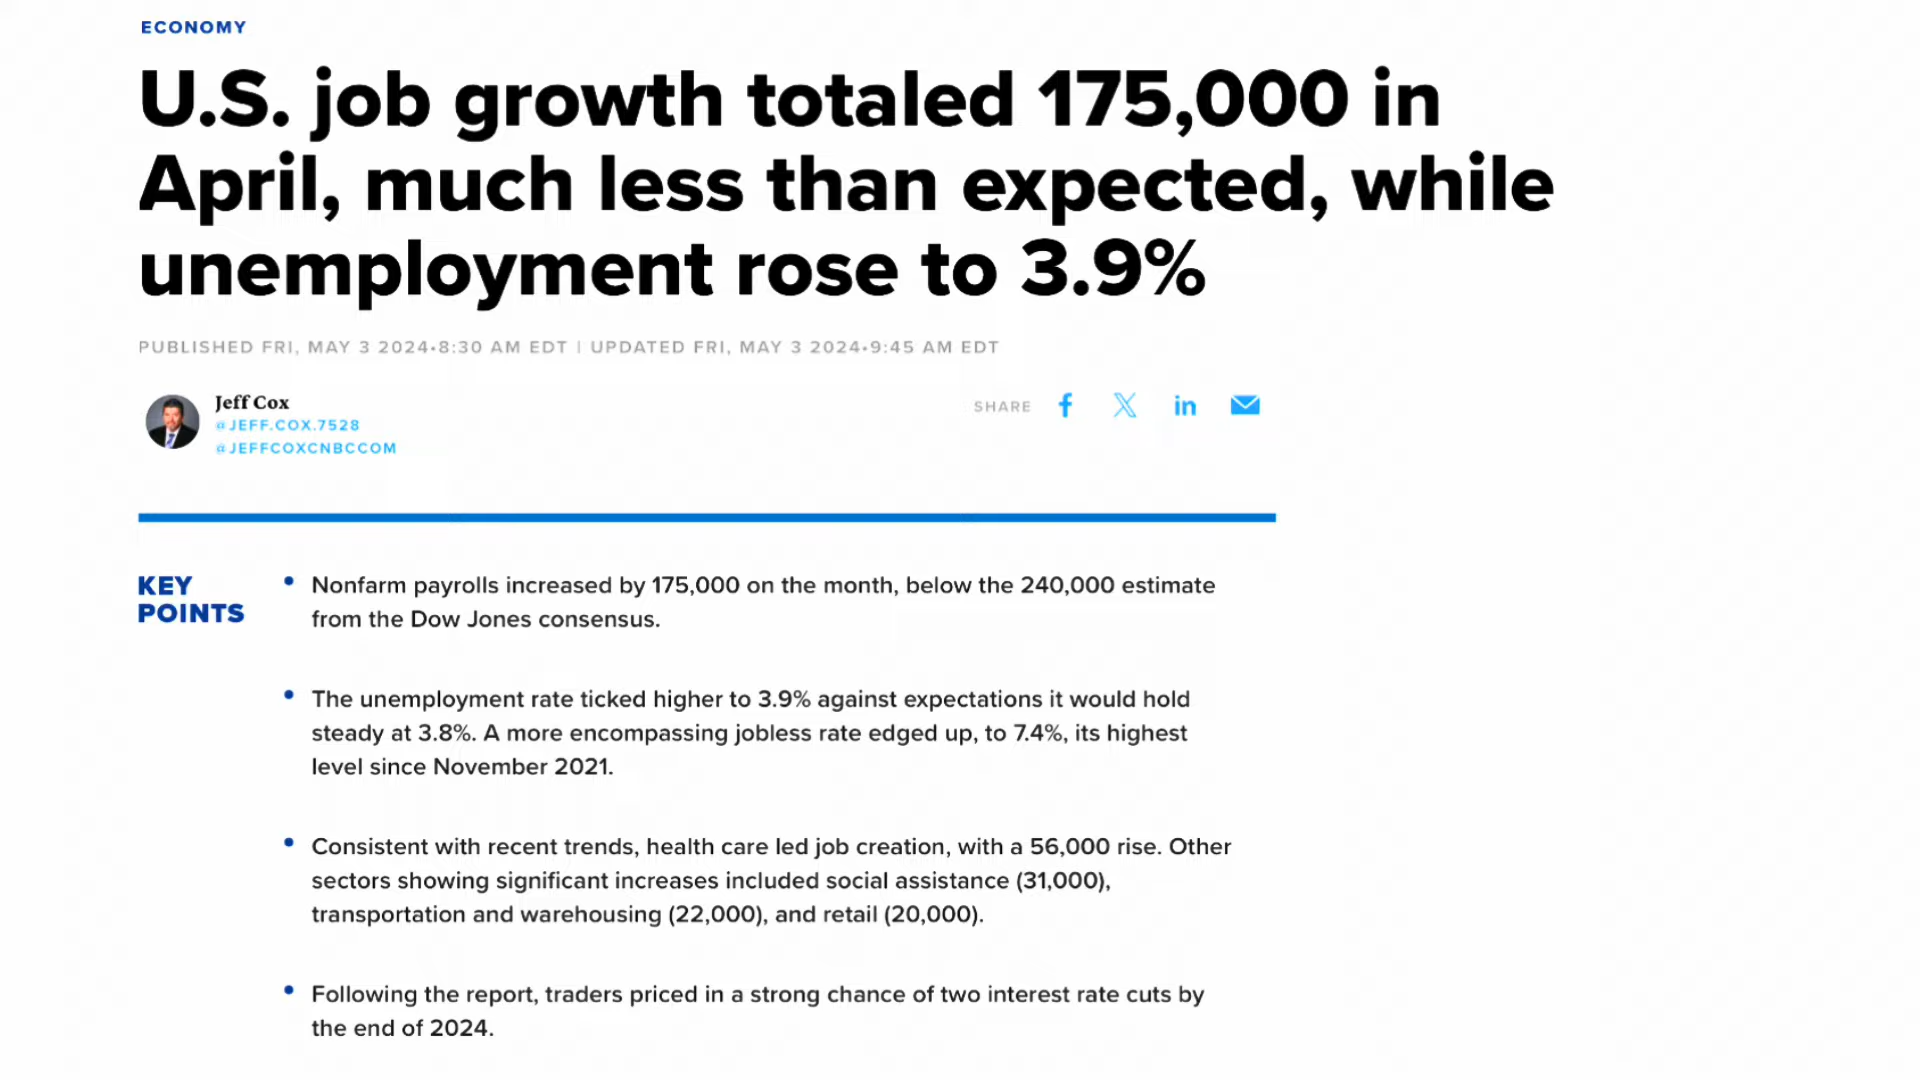 ECONOMY
U.S. job growth totaled 175,000 in
April, much less than expected, while
unemployment rose to 3.9%
PUBLISHED FRI, MAY 3 2024•8:30 AM EDT | UPDATED FRI, MAY 3 2024•9:45 AM EDT
Jeff Cox
@JEFF.COX.7528
@JEFFCOXCNBCCOM
SHARE
KEY
POINTS
• Nonfarm payrolls increased by 175,000 on the month, below the 240,000 estimate
from the Dow Jones consensus.
• The unemployment rate ticked higher to 3.9% against expectations it would hold
steady at 3.8%. A more encompassing jobless rate edged up, to 7.4%, its highest
level since November 2021.
• Consistent with recent trends, health care led job creation, with a 56,000 rise. Other
sectors showing significant increases included social assistance (31,000),
transportation and warehousing (22,000), and retail (20,000).
• Following the report, traders priced in a strong chance of two interest rate cuts by
the end of 2024.